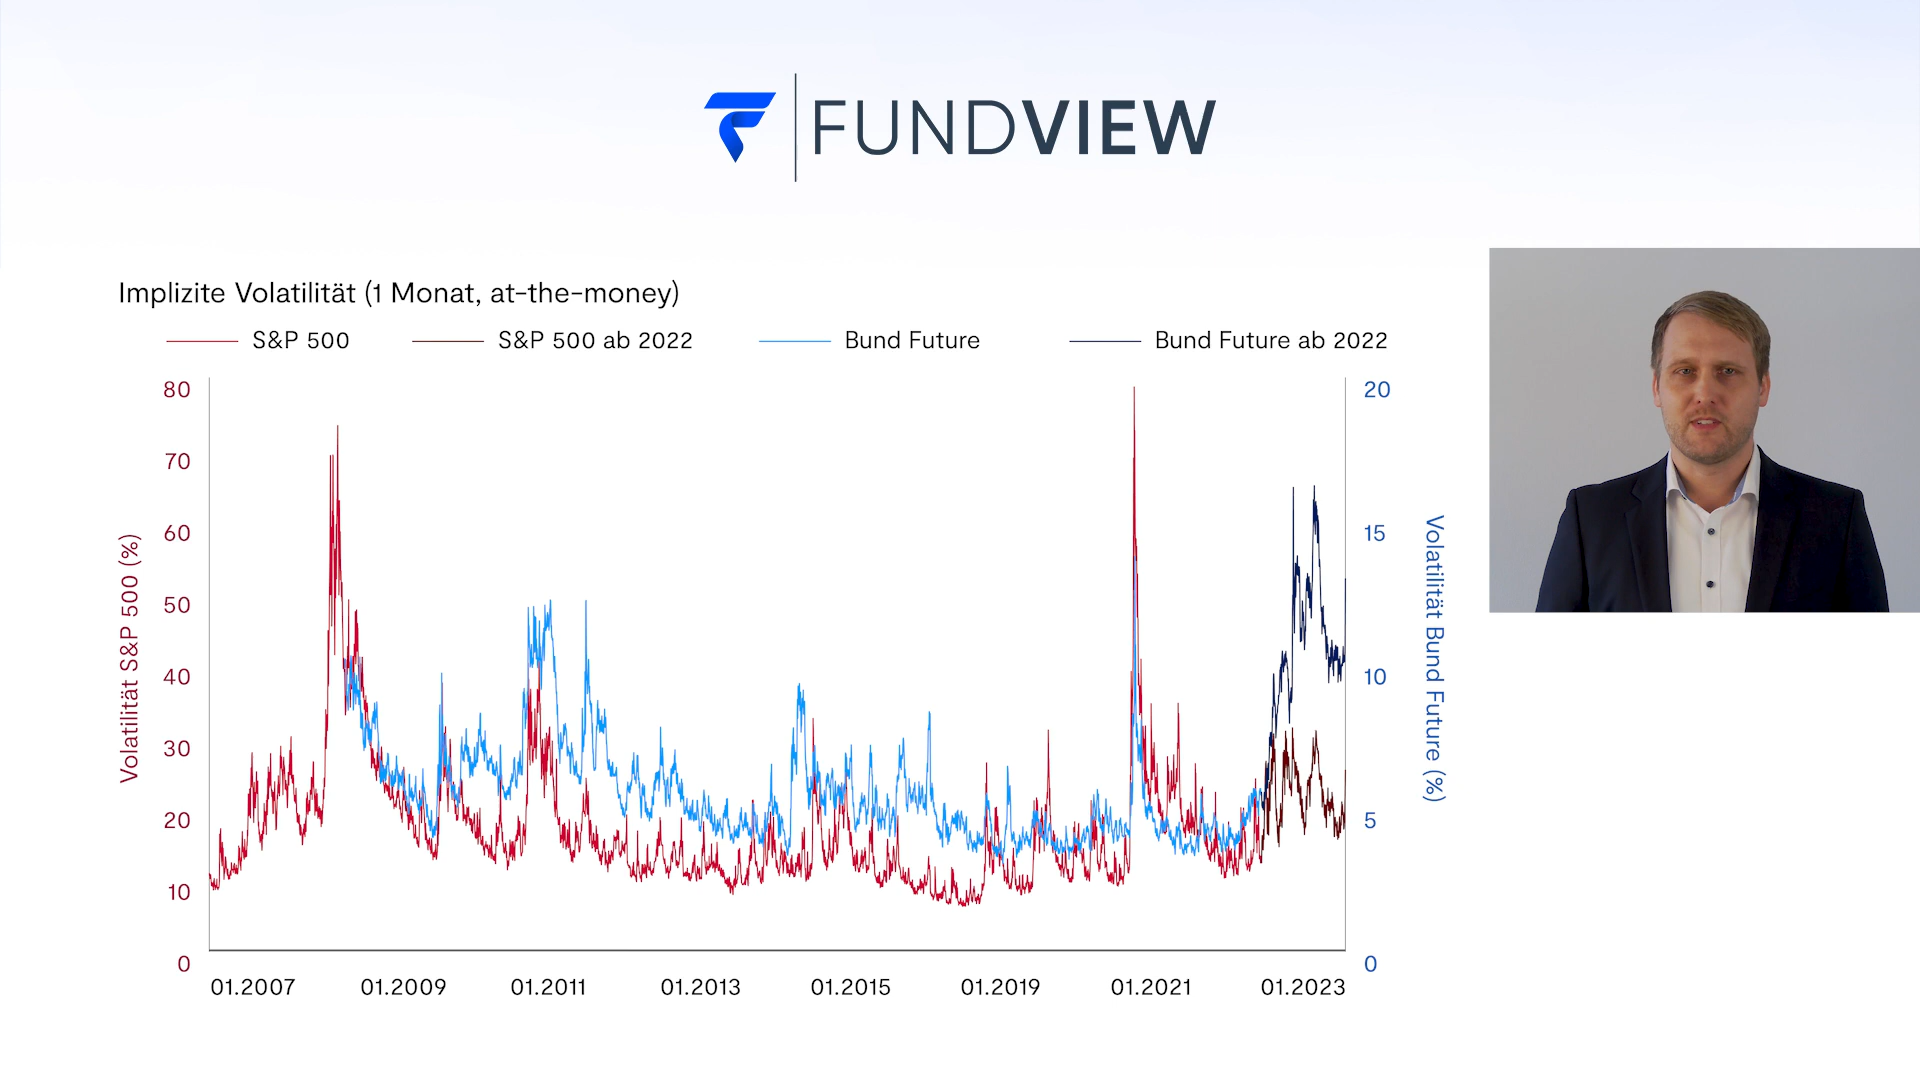 FUNDVIEW
Implizite Volatilität (1 Monat, at-the-money)
S&P 500 S&P 500 ab 2022 Bund Future Bund Future ab 2022
Volatilität S&P 500 (%)
80
70
60
50
40
30
20
10
0
20
15
10
5
0
Volatilität Bund Future (%)
01.2007 01.2009 01.2011 01.2013 01.2015 01.2019 01.2021 01.2023